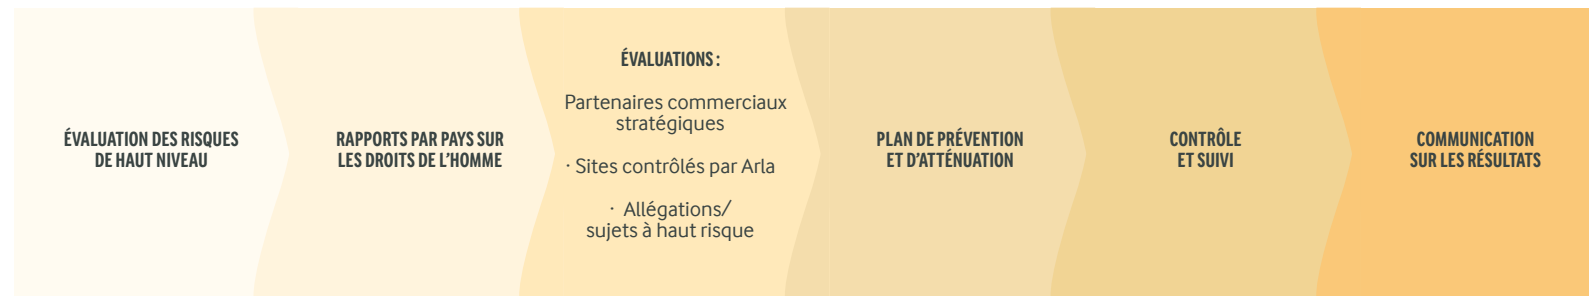 ÉVALUATION DES RISQUES
DE HAUT NIVEAU
RAPPORTS PAR PAYS SUR
LES DROITS DE L'HOMME
ÉVALUATIONS :
Partenaires commerciaux
stratégiques
· Sites contrôlés par Arla
· Allégations/
sujets à haut risque
PLAN DE PRÉVENTION
ET D'ATTÉNUATION
CONTRÔLE
ET SUIVI
COMMUNICATION
SUR LES RÉSULTATS